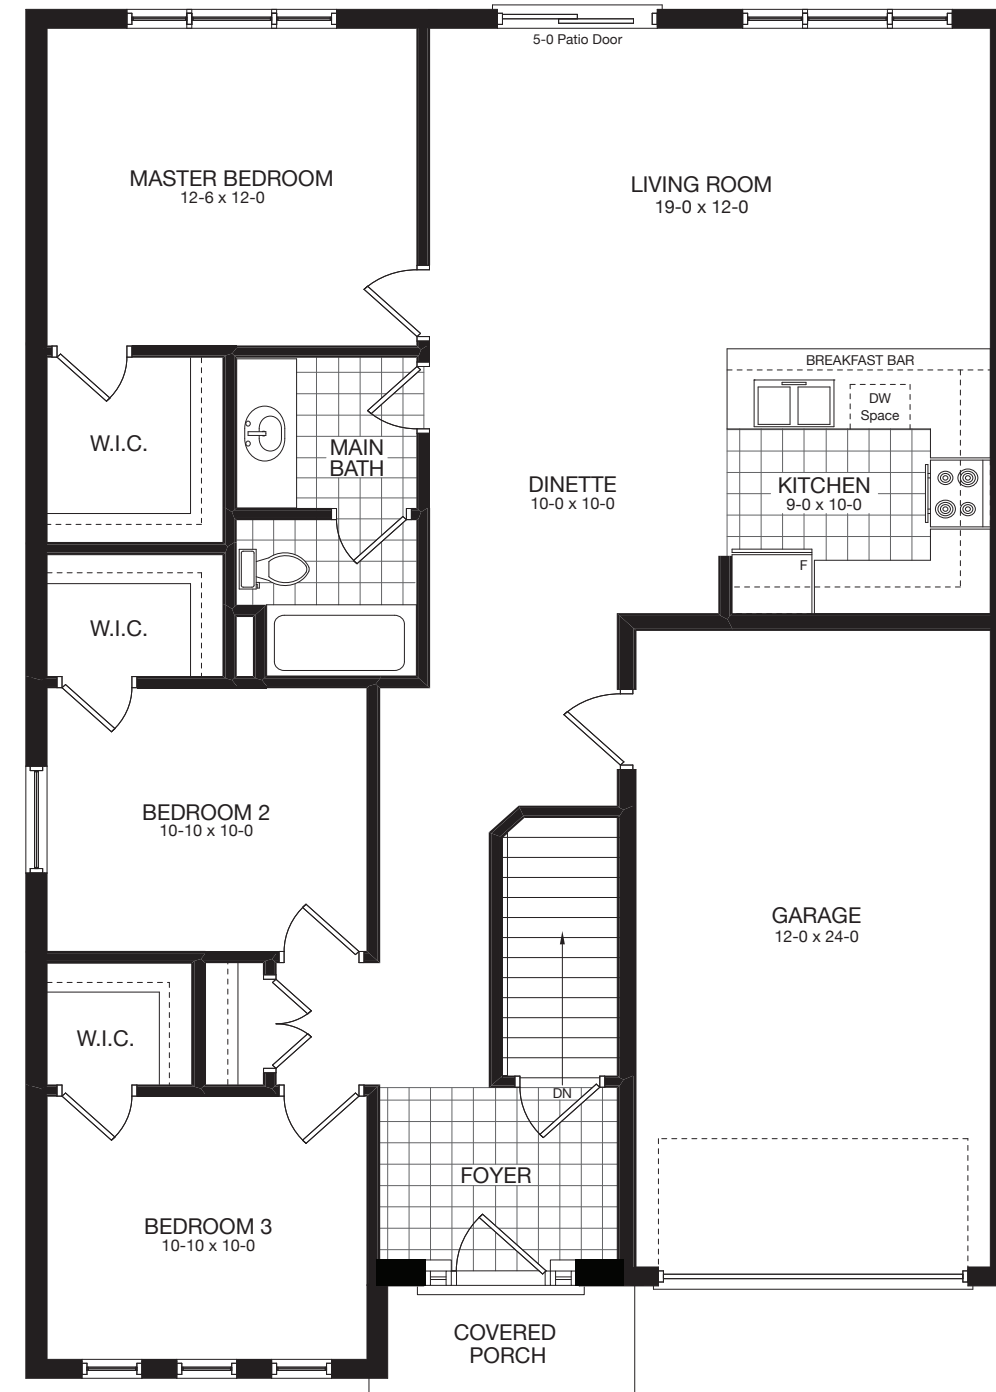 5-0 Patio Door
MASTER BEDROOM
12-6 x 12-0
LIVING ROOM
19-0 x 12-0
BREAKFAST BAR
DW
Space
W.I.C.
MAIN
BATH
DINETTE
10-0 x 10-0
KITCHEN
9-0 x 10-0
F
W.I.C.
BEDROOM 2
10-10 x 10-0
GARAGE
12-0 x 24-0
W.I.C.
DN
FOYER
BEDROOM 3
10-10 x 10-0
COVERED
PORCH